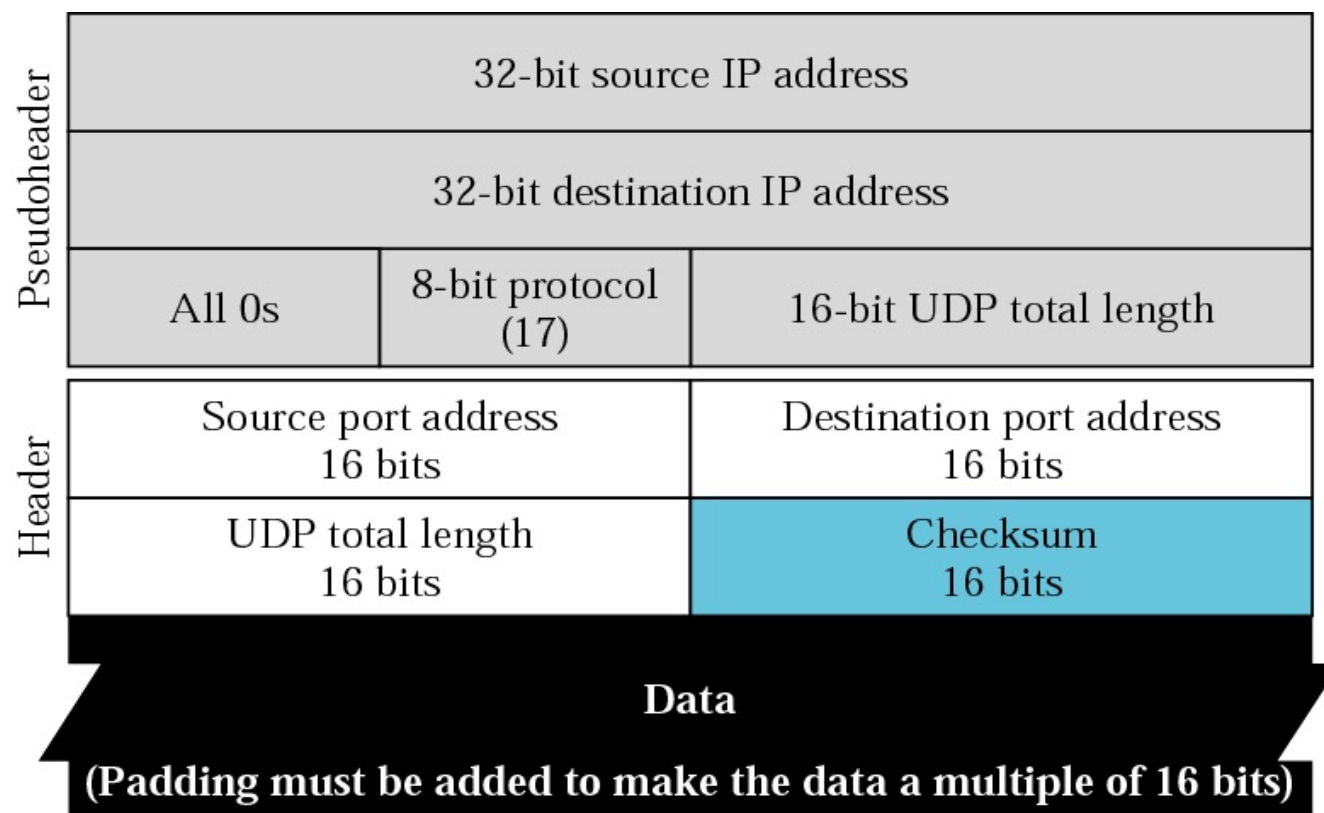 Pseudoheader
32-bit source IP address
32-bit destination IP address
All 0s
8-bit protocol
(17)
16-bit UDP total length
Header
Source port address
16 bits
Destination port address
16 bits
UDP total length
16 bits
Checksum
16 bits
Data
(Padding must be added to make the data a multiple of 16 bits)